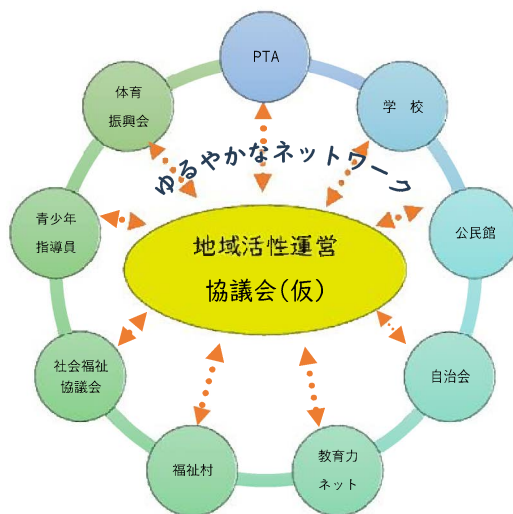 PTA
学　校
公民館
自治会
教育力
ネット
福祉村
社会福祉
協議会
青少年
指導員
体育
振興会
ゆるやかなネットワーク
地域活性運営
協議会(仮)